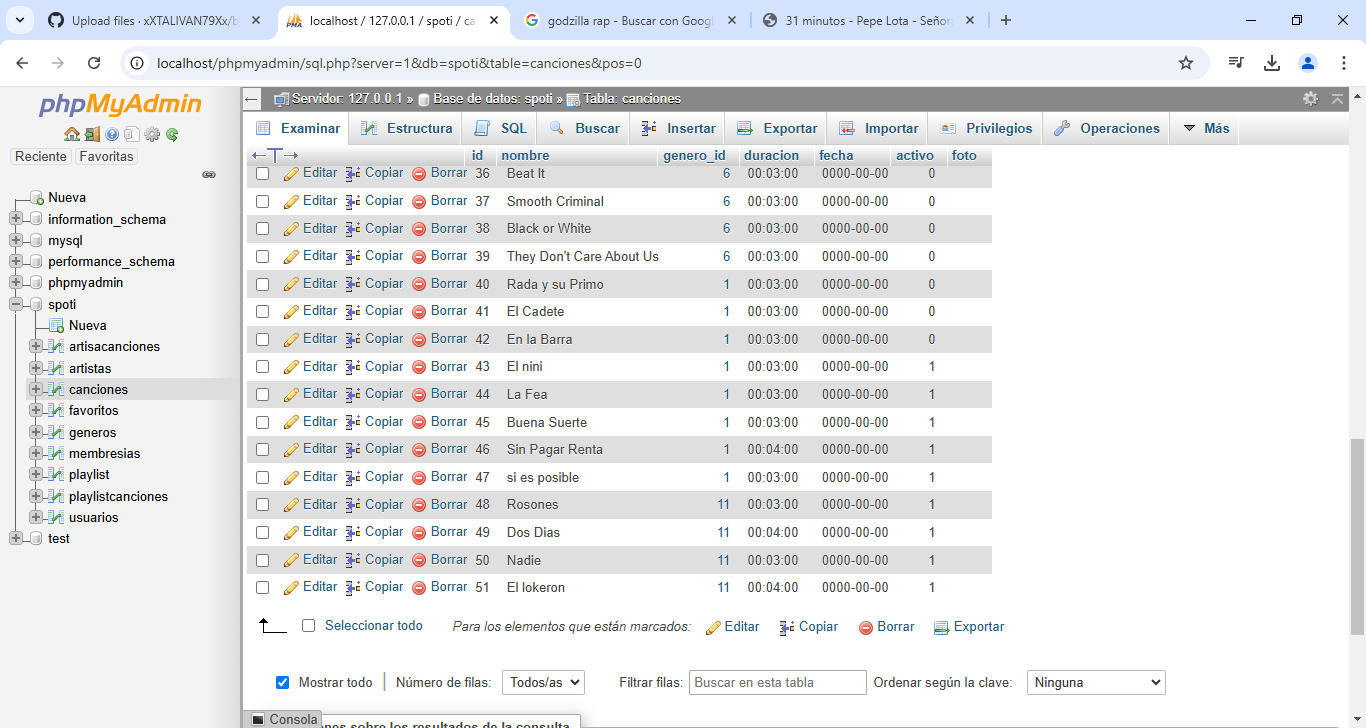 Upload files · xXTALIVAN79Xx/b
localhost / 127.0.0.1 / spoti / ca
godzilla rap - Buscar con Googl
31 minutos - Pepe Lota - Señor
localhost/phpmyadmin/sql.php?server=1&db=spoti&table=canciones&pos=0
phpMyAdmin
Reciente Favoritas
Nueva
information_schema
mysql
performance_schema
phpmyadmin
spoti
Nueva
artisacanciones
artistas
canciones
favoritos
generos
membresias
playlist
playlistcanciones
usuarios
test
Servidor: 127.0.0.1 » Base de datos: spoti » Tabla: canciones
Examinar Estructura SQL Buscar Insertar Exportar Importar Privilegios Operaciones Más
id nombre genero_id duracion fecha activo foto
Editar Copiar Borrar 36 Beat It 6 00:03:00 0000-00-00 0
Editar Copiar Borrar 37 Smooth Criminal 6 00:03:00 0000-00-00 0
Editar Copiar Borrar 38 Black or White 6 00:03:00 0000-00-00 0
Editar Copiar Borrar 39 They Don't Care About Us 6 00:03:00 0000-00-00 0
Editar Copiar Borrar 40 Rada y su Primo 1 00:03:00 0000-00-00 0
Editar Copiar Borrar 41 El Cadete 1 00:03:00 0000-00-00 0
Editar Copiar Borrar 42 En la Barra 1 00:03:00 0000-00-00 0
Editar Copiar Borrar 43 El nini 1 00:03:00 0000-00-00 1
Editar Copiar Borrar 44 La Fea 1 00:03:00 0000-00-00 1
Editar Copiar Borrar 45 Buena Suerte 1 00:03:00 0000-00-00 1
Editar Copiar Borrar 46 Sin Pagar Renta 1 00:04:00 0000-00-00 1
Editar Copiar Borrar 47 si es posible 1 00:03:00 0000-00-00 1
Editar Copiar Borrar 48 Rosones 11 00:03:00 0000-00-00 1
Editar Copiar Borrar 49 Dos Dias 11 00:04:00 0000-00-00 1
Editar Copiar Borrar 50 Nadie 11 00:03:00 0000-00-00 1
Editar Copiar Borrar 51 El lokeron 11 00:04:00 0000-00-00 1
Seleccionar todo Para los elementos que están marcados: Editar Copiar Borrar Exportar
Mostrar todo Número de filas: Todos/as Filtrar filas: Buscar en esta tabla Ordenar según la clave: Ninguna
Consola
nes sobre los resultados de la consulta